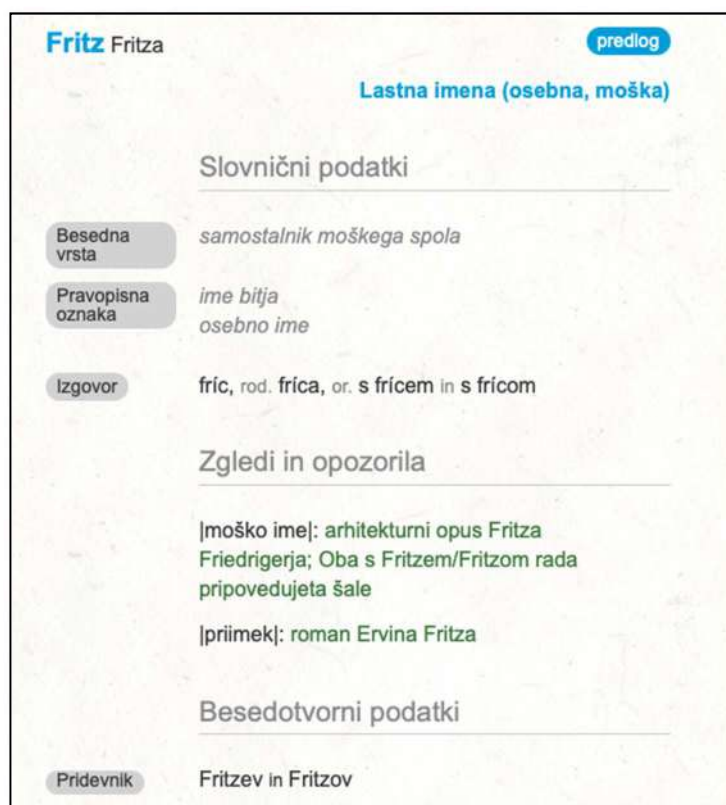 Fritz Fritza predlog
Lastna imena (osebna, moška)
Slovnični podatki
Besedna vrsta samostalnik moškega spola
Pravopisna oznaka ime bitja
osebno ime
Izgovor fríc, rod. fríca, or. s frícem in s frícom
Zgledi in opozorila
|moško ime|: arhitekturni opus Fritza
Friedrigerja; Oba s Fritzem/Fritzom rada
pripovedujeta šale
|priimek|: roman Ervina Fritza
Besedotvorni podatki
Pridevnik Fritzev in Fritzov